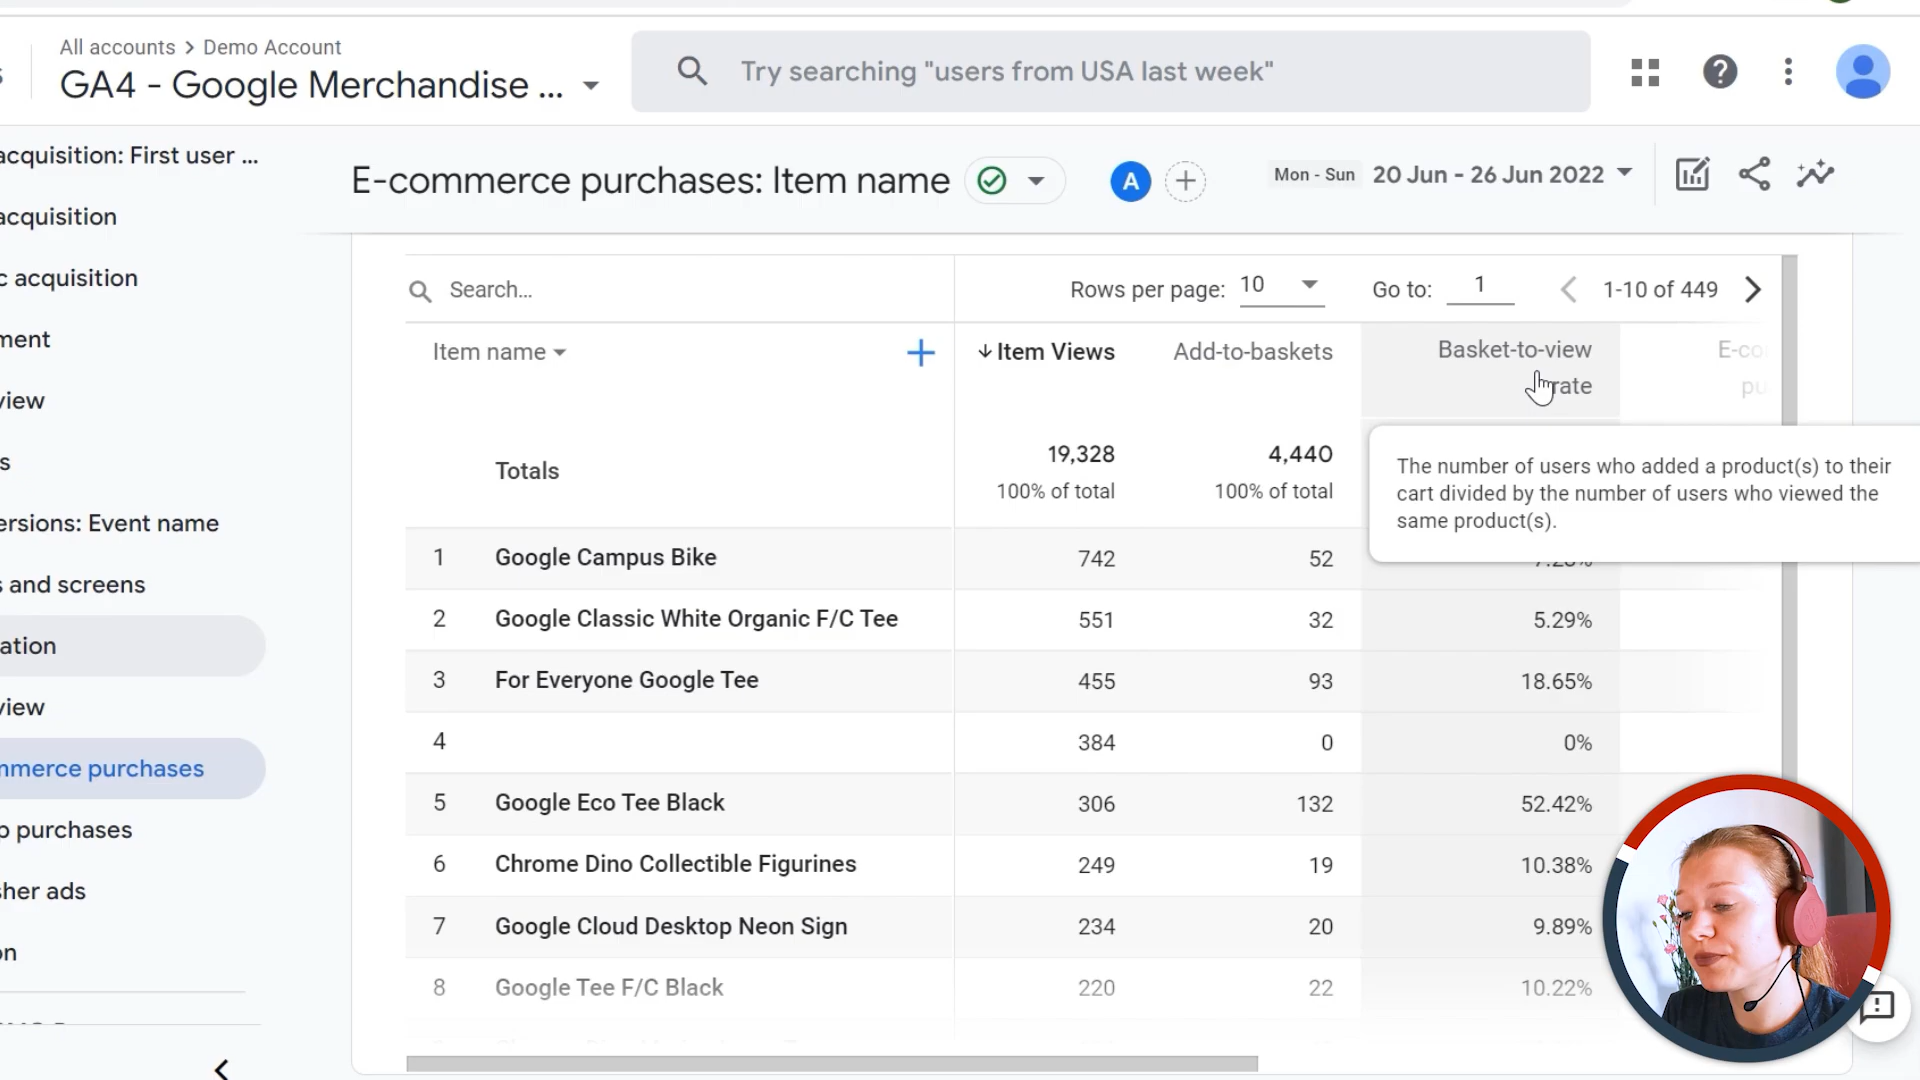 All accounts > Demo Account
GA4 - Google Merchandise ...
Try searching "users from USA last week"
acquisition: First user ...
acquisition
c acquisition
ment
view
s
ersions: Event name
s and screens
ation
view
mmerce purchases
p purchases
sher ads
on
E-commerce purchases: Item name
A
Mon - Sun 20 Jun - 26 Jun 2022
Search...
Rows per page: 10
Go to: 1
1-10 of 449
Item name
Item Views
Add-to-baskets
Basket-to-view
rate
E-co
pu
Totals
19,328
100% of total
4,440
100% of total
The number of users who added a product(s) to their
cart divided by the number of users who viewed the
same product(s).
1 Google Campus Bike 742 52
2 Google Classic White Organic F/C Tee 551 32 5.29%
3 For Everyone Google Tee 455 93 18.65%
4 384 0 0%
5 Google Eco Tee Black 306 132 52.42%
6 Chrome Dino Collectible Figurines 249 19 10.38%
7 Google Cloud Desktop Neon Sign 234 20 9.89%
8 Google Tee F/C Black 220 22 10.22%